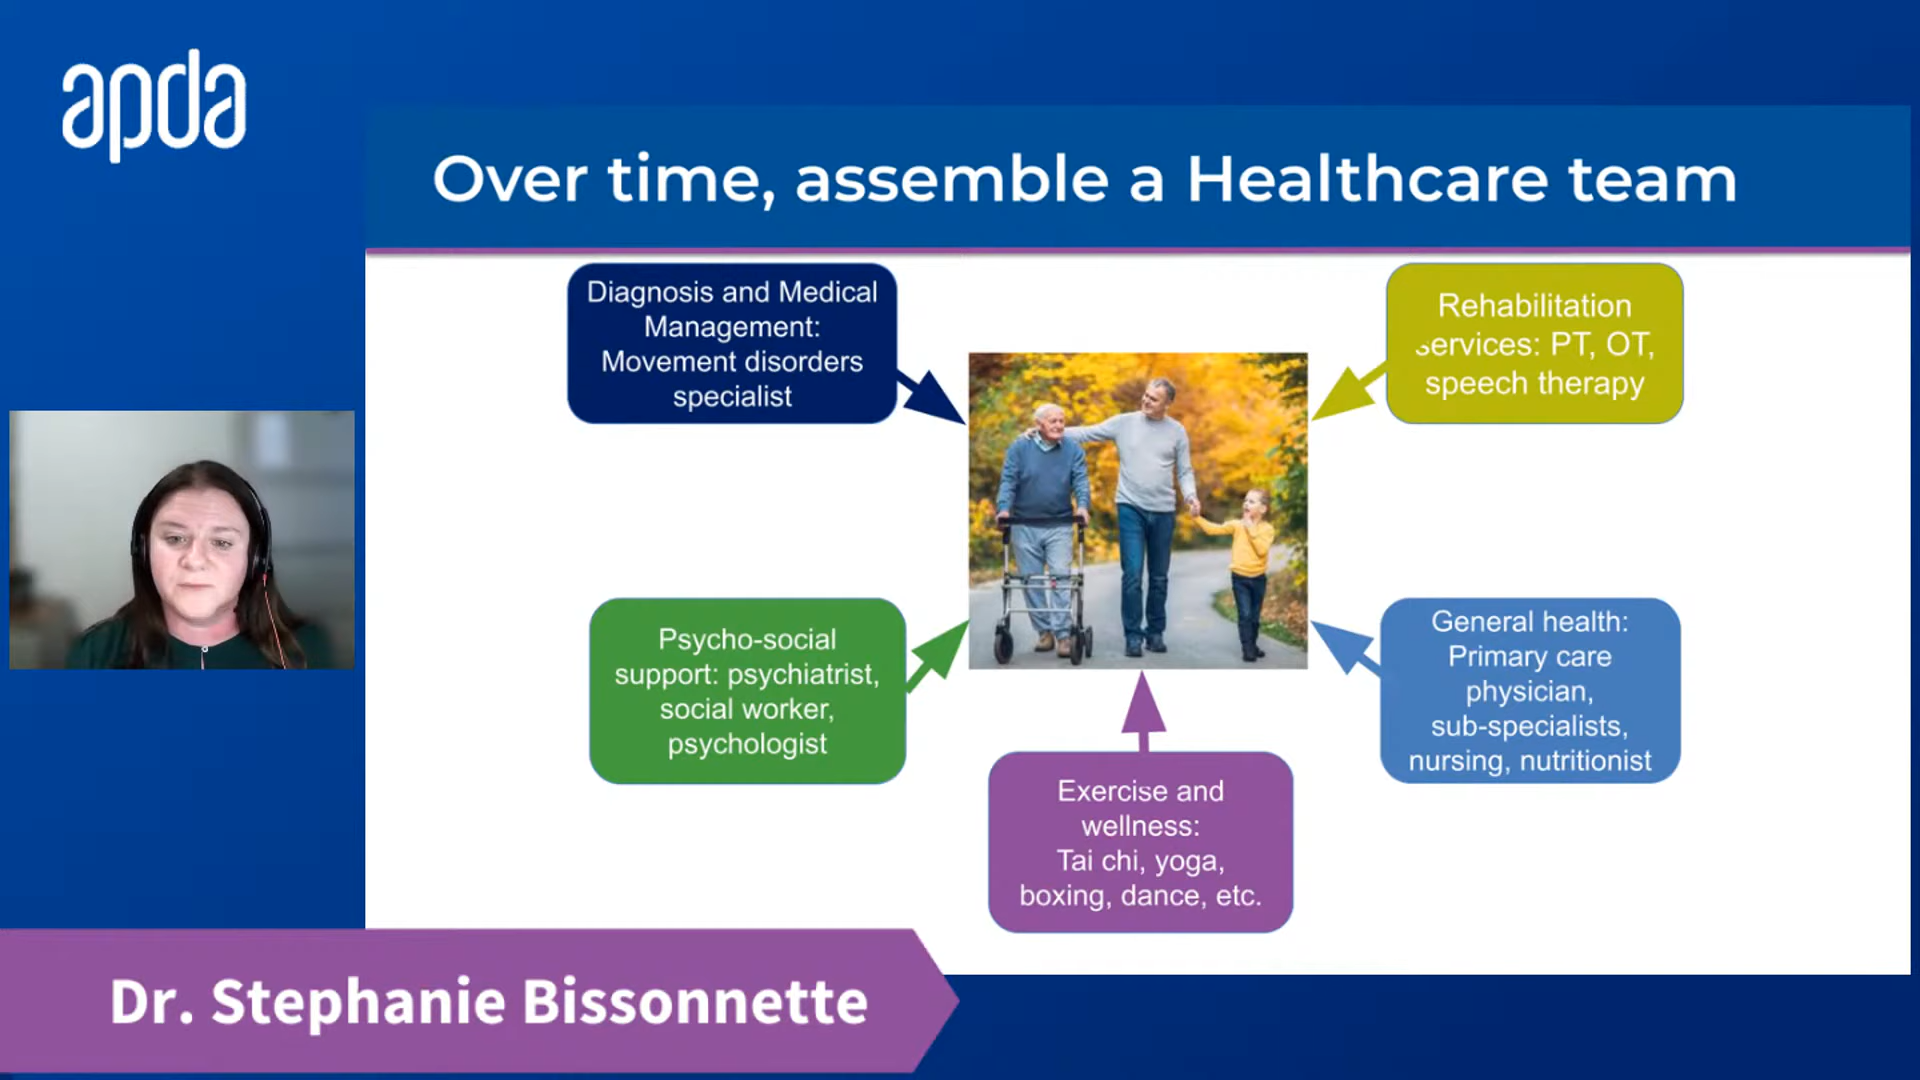 apda
Over time, assemble a Healthcare team
Diagnosis and Medical
Management:
Movement disorders
specialist
Rehabilitation
services: PT, OT,
speech therapy
Psycho-social
support: psychiatrist,
social worker,
psychologist
General health:
Primary care
physician,
sub-specialists,
nursing, nutritionist
Exercise and
wellness:
Tai chi, yoga,
boxing, dance, etc.
Dr. Stephanie Bissonnette